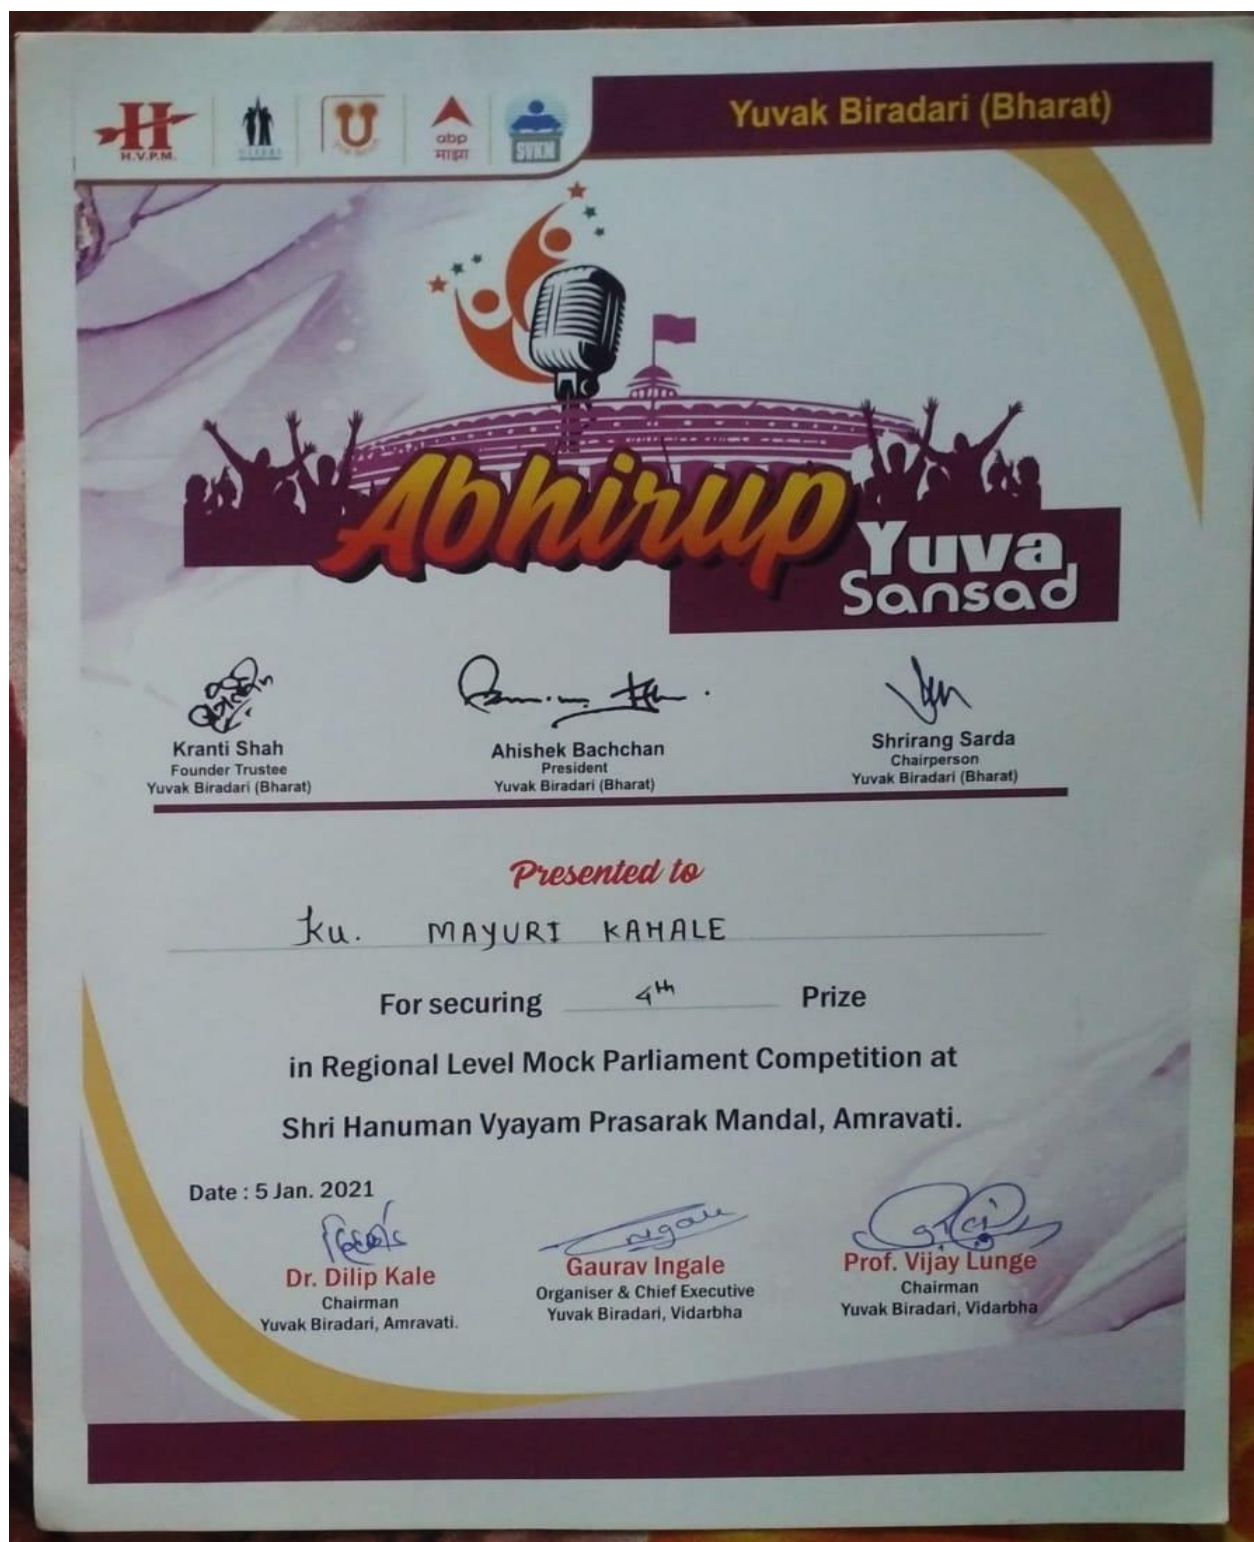 H.V.P.M.
U
abp
माझा
SVKM
Yuvak Biradari (Bharat)
Abhirup
Yuva
Sansad
Kranti Shah
Founder Trustee
Yuvak Biradari (Bharat)
Ahishek Bachchan
President
Yuvak Biradari (Bharat)
Shrirang Sarda
Chairperson
Yuvak Biradari (Bharat)
Presented to
Ku. MAYURI KAHALE
For securing 4th Prize
in Regional Level Mock Parliament Competition at
Shri Hanuman Vyayam Prasarak Mandal, Amravati.
Date : 5 Jan. 2021
Dr. Dilip Kale
Chairman
Yuvak Biradari, Amravati.
Gaurav Ingale
Organiser & Chief Executive
Yuvak Biradari, Vidarbha
Prof. Vijay Lunge
Chairman
Yuvak Biradari, Vidarbha